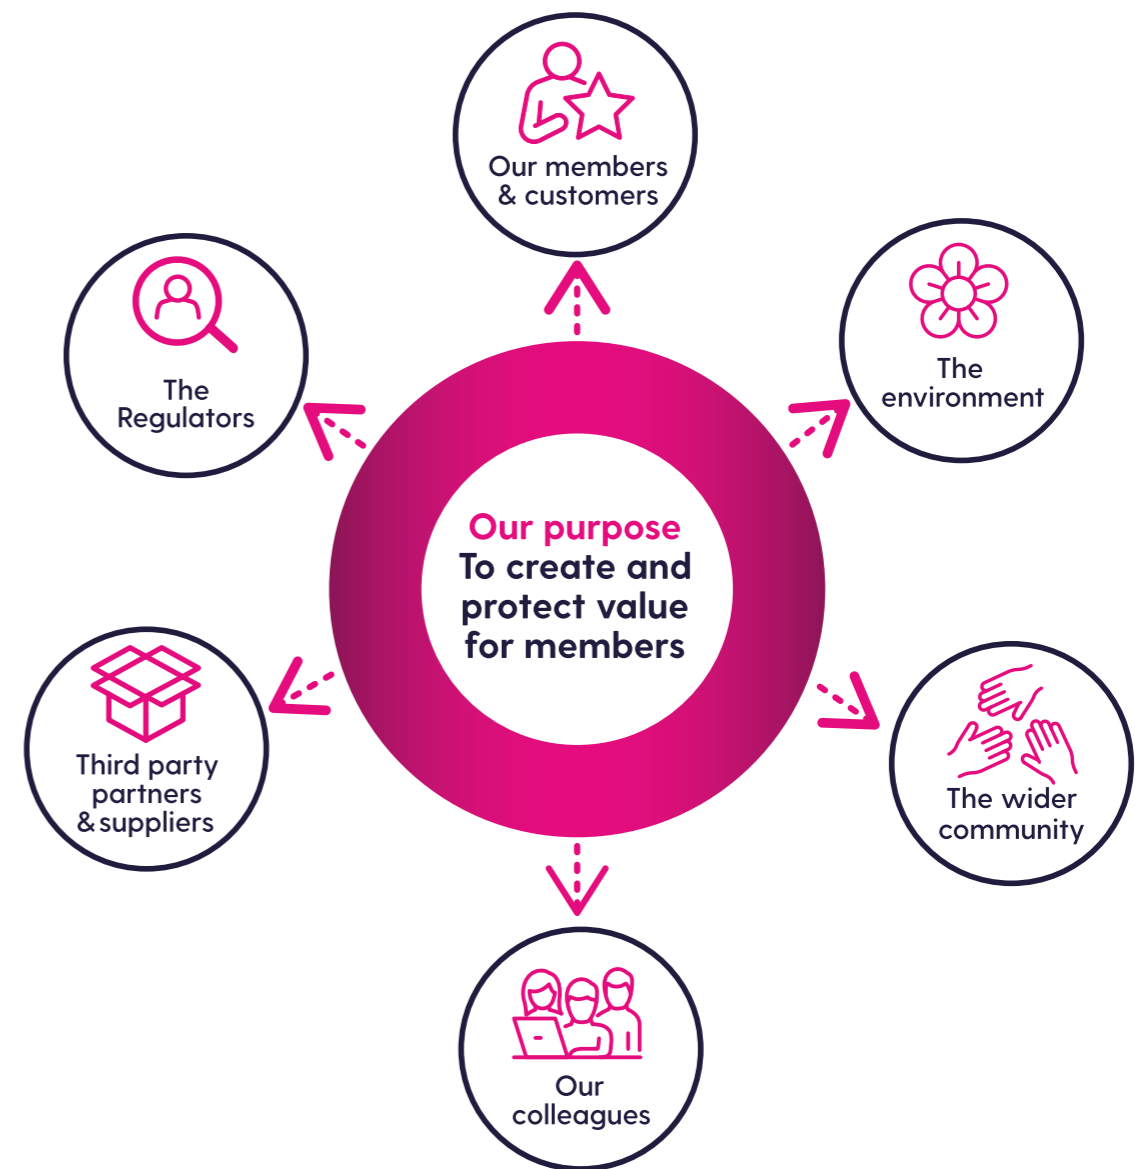 Our members
& customers
The
environment
The
Regulators
Our purpose
To create and
protect value
for members
Third party
partners
& suppliers
The wider
community
Our
colleagues